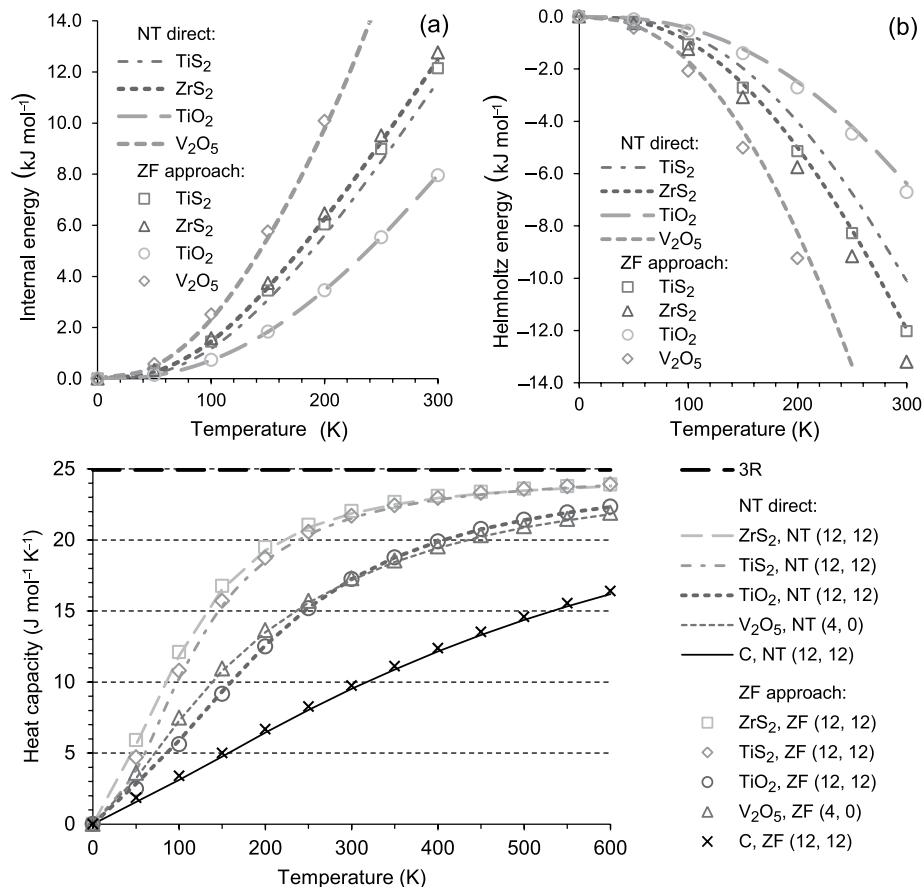 (a)
14.0
12.0
10.0
8.0
6.0
4.0
2.0
0.0
Internal energy (kJ mol⁻¹)
NT direct:
TiS₂
ZrS₂
TiO₂
V₂O₅
ZF approach:
TiS₂
ZrS₂
TiO₂
V₂O₅
0 100 200 300
Temperature (K)
(b)
0.0
−2.0
−4.0
−6.0
−8.0
−10.0
−12.0
−14.0
Helmholtz energy (kJ mol⁻¹)
NT direct:
TiS₂
ZrS₂
TiO₂
V₂O₅
ZF approach:
TiS₂
ZrS₂
TiO₂
V₂O₅
0 100 200 300
Temperature (K)
25
20
15
10
5
0
Heat capacity (J mol⁻¹ K⁻¹)
0 50 100 150 200 250 300 350 400 450 500 550 600
Temperature (K)
3R
NT direct:
ZrS₂, NT (12, 12)
TiS₂, NT (12, 12)
TiO₂, NT (12, 12)
V₂O₅, NT (4, 0)
C, NT (12, 12)
ZF approach:
ZrS₂, ZF (12, 12)
TiS₂, ZF (12, 12)
TiO₂, ZF (12, 12)
V₂O₅, ZF (4, 0)
C, ZF (12, 12)